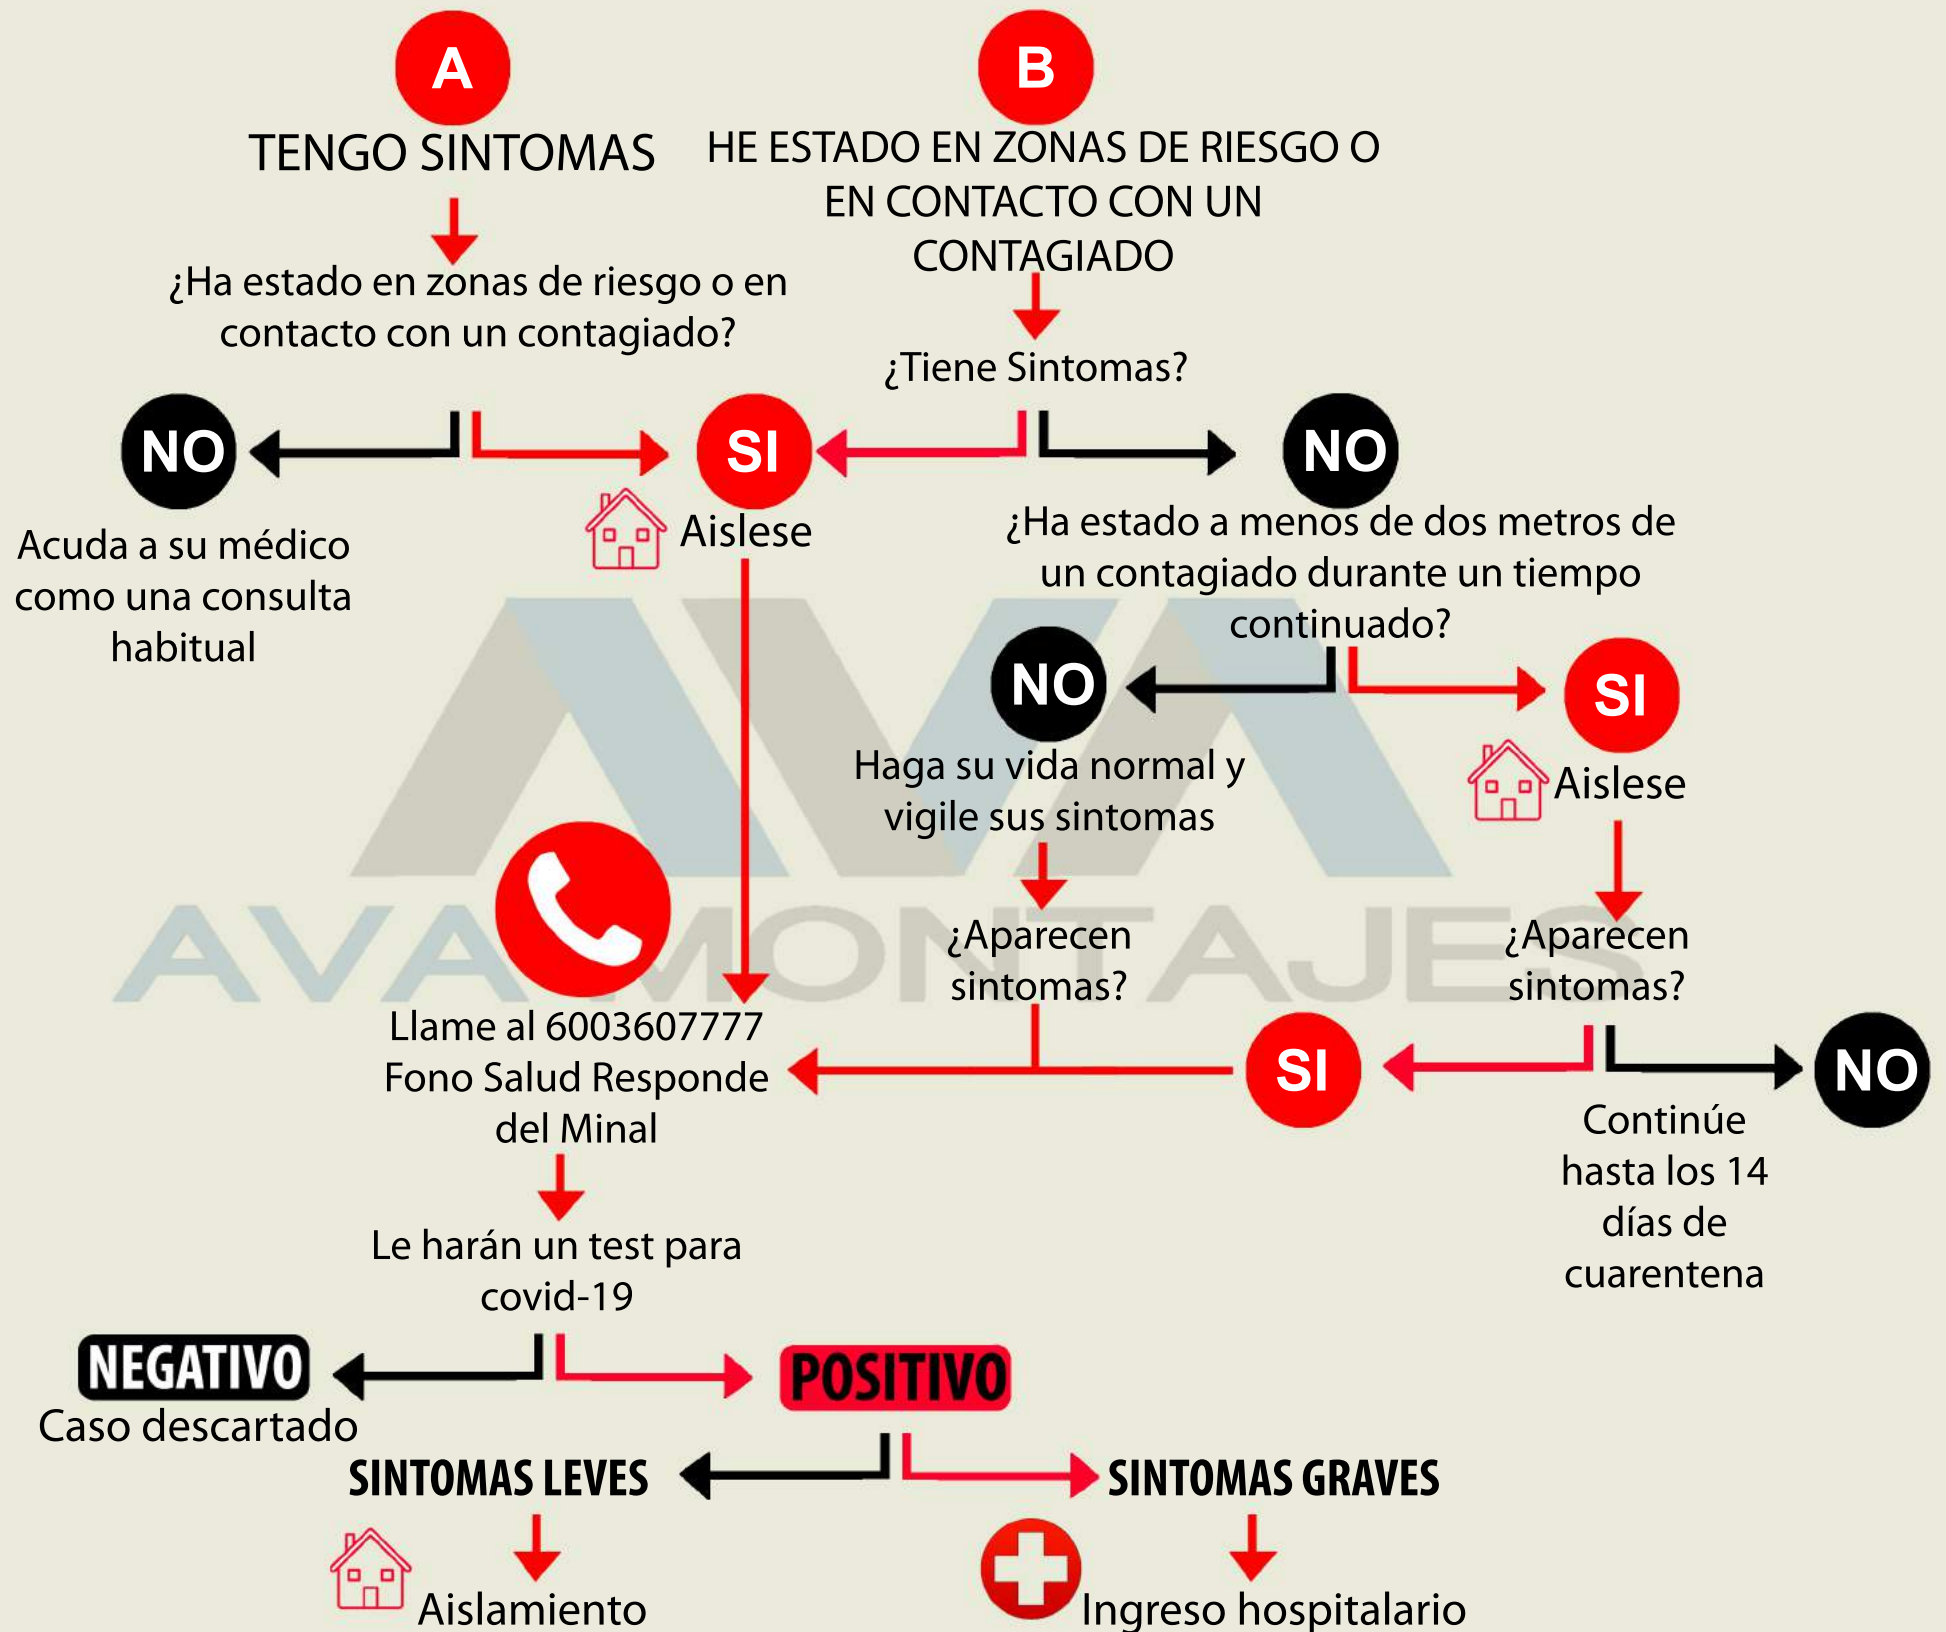 A
TENGO SINTOMAS
¿Ha estado en zonas de riesgo o en
contacto con un contagiado?
NO
Acuda a su médico
como una consulta
habitual
SI
Aislese
B
HE ESTADO EN ZONAS DE RIESGO O
EN CONTACTO CON UN
CONTAGIADO
¿Tiene Sintomas?
NO
¿Ha estado a menos de dos metros de
un contagiado durante un tiempo
continuado?
NO
Haga su vida normal y
vigile sus sintomas
¿Aparecen
sintomas?
SI
Aislese
¿Aparecen
sintomas?
SI
NO
Continúe
hasta los 14
días de
cuarentena
AVA MONTAJES
Llame al 6003607777
Fono Salud Responde
del Minal
Le harán un test para
covid-19
NEGATIVO
Caso descartado
POSITIVO
SINTOMAS LEVES
Aislamiento
SINTOMAS GRAVES
Ingreso hospitalario